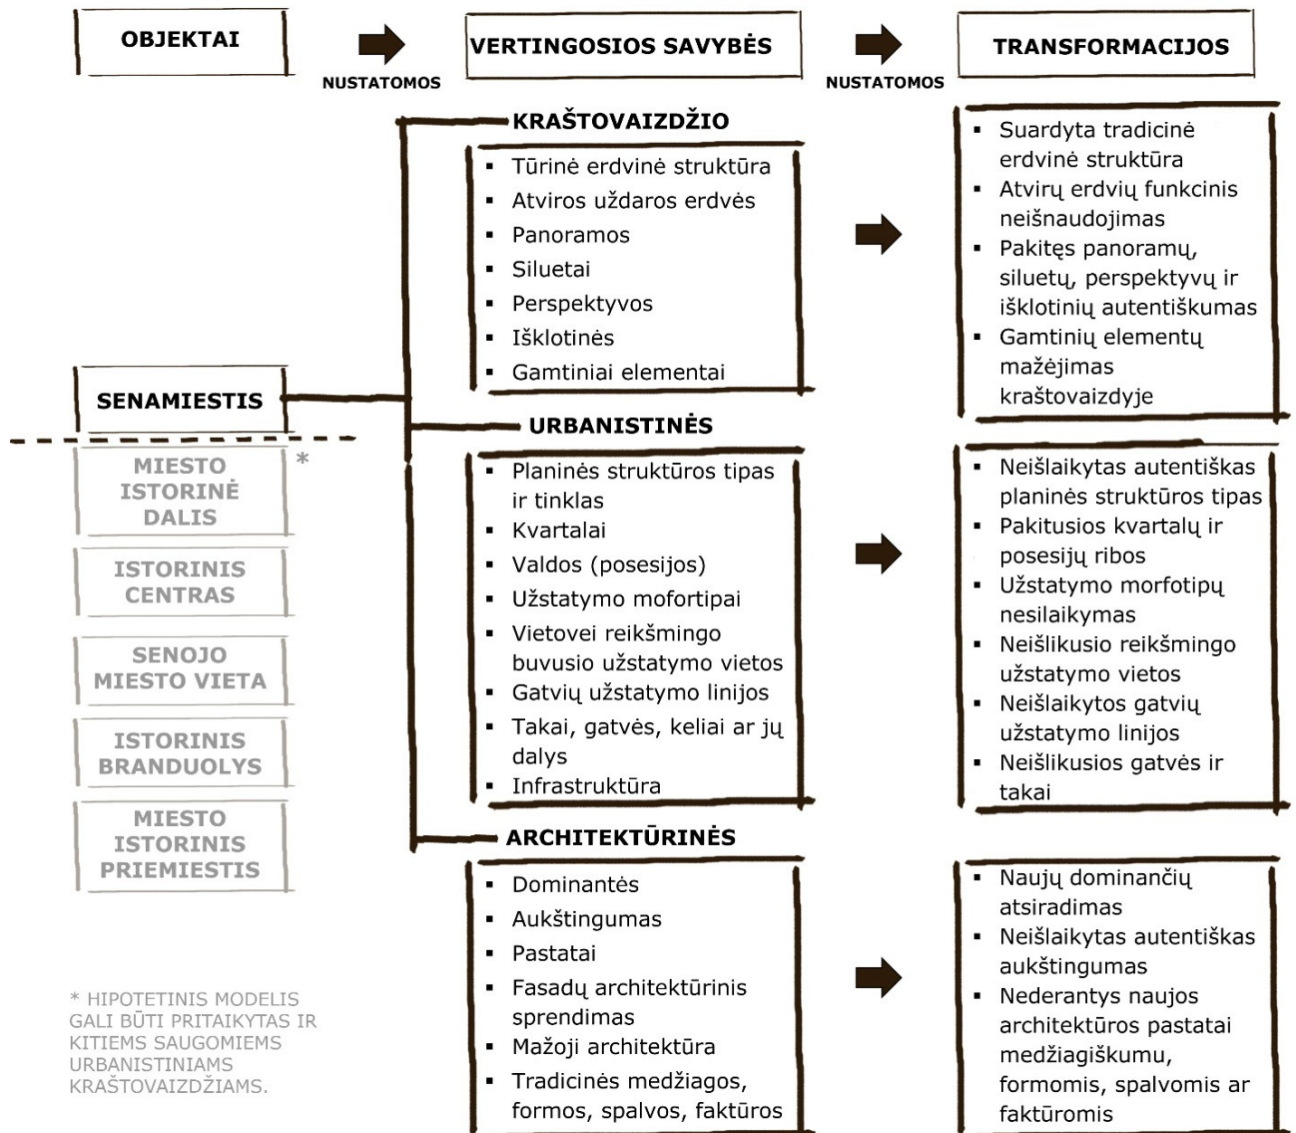 OBJEKTAI
NUSTATOMOS
VERTINGOSIOS SAVYBĖS
NUSTATOMOS
TRANSFORMACIJOS
SENAMIESTIS
MIESTO
ISTORINĖ
DALIS
*
ISTORINIS
CENTRAS
SENOJO
MIESTO VIETA
ISTORINIS
BRANDUOLYS
MIESTO
ISTORINIS
PRIEMIESTIS
* HIPOTETINIS MODELIS
GALI BŪTI PRITAIKYTAS IR
KITIEMS SAUGOMIEMS
URBANISTINIAMS
KRAŠTOVAIZDŽIAMS.
KRAŠTOVAIZDŽIO
▪ Tūrinė erdvinė struktūra
▪ Atviros uždaros erdvės
▪ Panoramos
▪ Siluetai
▪ Perspektyvos
▪ Išklotinės
▪ Gamtiniai elementai
▪ Suardyta tradicinė
erdvinė struktūra
▪ Atvirų erdvių funkcinis
neišnaudojimas
▪ Pakitęs panoramų,
siluetų, perspektyvų ir
išklotinių autentiškumas
▪ Gamtinių elementų
mažėjimas
kraštovaizdyje
URBANISTINĖS
▪ Planinės struktūros tipas
ir tinklas
▪ Kvartalai
▪ Valdos (posesijos)
▪ Užstatymo mofortipai
▪ Vietovei reikšmingo
buvusio užstatymo vietos
▪ Gatvių užstatymo linijos
▪ Takai, gatvės, keliai ar jų
dalys
▪ Infrastruktūra
▪ Neišlaikytas autentiškas
planinės struktūros tipas
▪ Pakitusios kvartalų ir
posesijų ribos
▪ Užstatymo morfotipų
nesilaikymas
▪ Neišlikusio reikšmingo
užstatymo vietos
▪ Neišlaikytos gatvių
užstatymo linijos
▪ Neišlikusios gatvės ir
takai
ARCHITEKTŪRINĖS
▪ Dominantės
▪ Aukštingumas
▪ Pastatai
▪ Fasadų architektūrinis
sprendimas
▪ Mažoji architektūra
▪ Tradicinės medžiagos,
formos, spalvos, faktūros
▪ Naujų dominančių
atsiradimas
▪ Neišlaikytas autentiškas
aukštingumas
▪ Nederantys naujos
architektūros pastatai
medžiagiškumu,
formomis, spalvomis ar
faktūromis